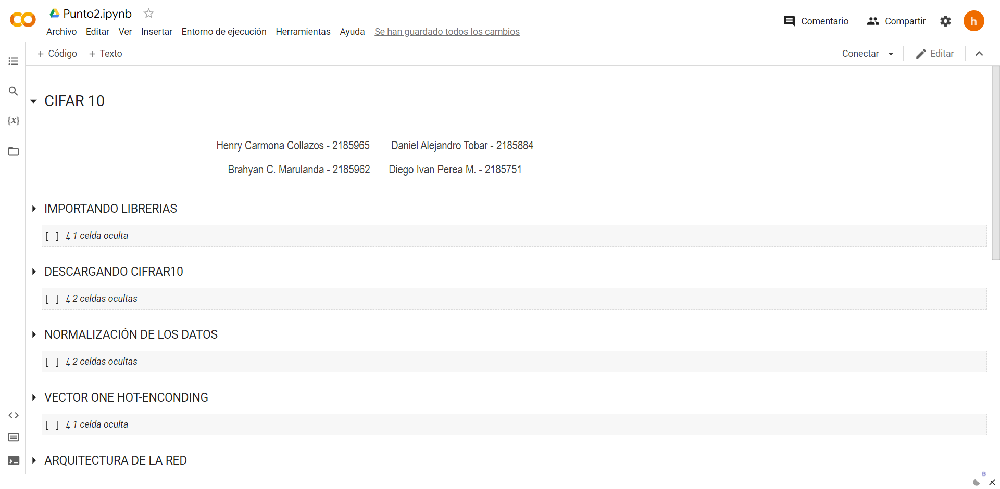 Punto2.ipynb
Archivo Editar Ver Insertar Entorno de ejecución Herramientas Ayuda Se han guardado todos los cambios
Comentario Compartir h
+ Código + Texto Conectar Editar
{x}
CIFAR 10
Henry Carmona Collazos - 2185965 Daniel Alejandro Tobar - 2185884
Brahyan C. Marulanda - 2185962 Diego Ivan Perea M. - 2185751
IMPORTANDO LIBRERIAS
[ ] ↳ 1 celda oculta
DESCARGANDO CIFRAR10
[ ] ↳ 2 celdas ocultas
NORMALIZACIÓN DE LOS DATOS
[ ] ↳ 2 celdas ocultas
VECTOR ONE HOT-ENCONDING
[ ] ↳ 1 celda oculta
ARQUITECTURA DE LA RED
B